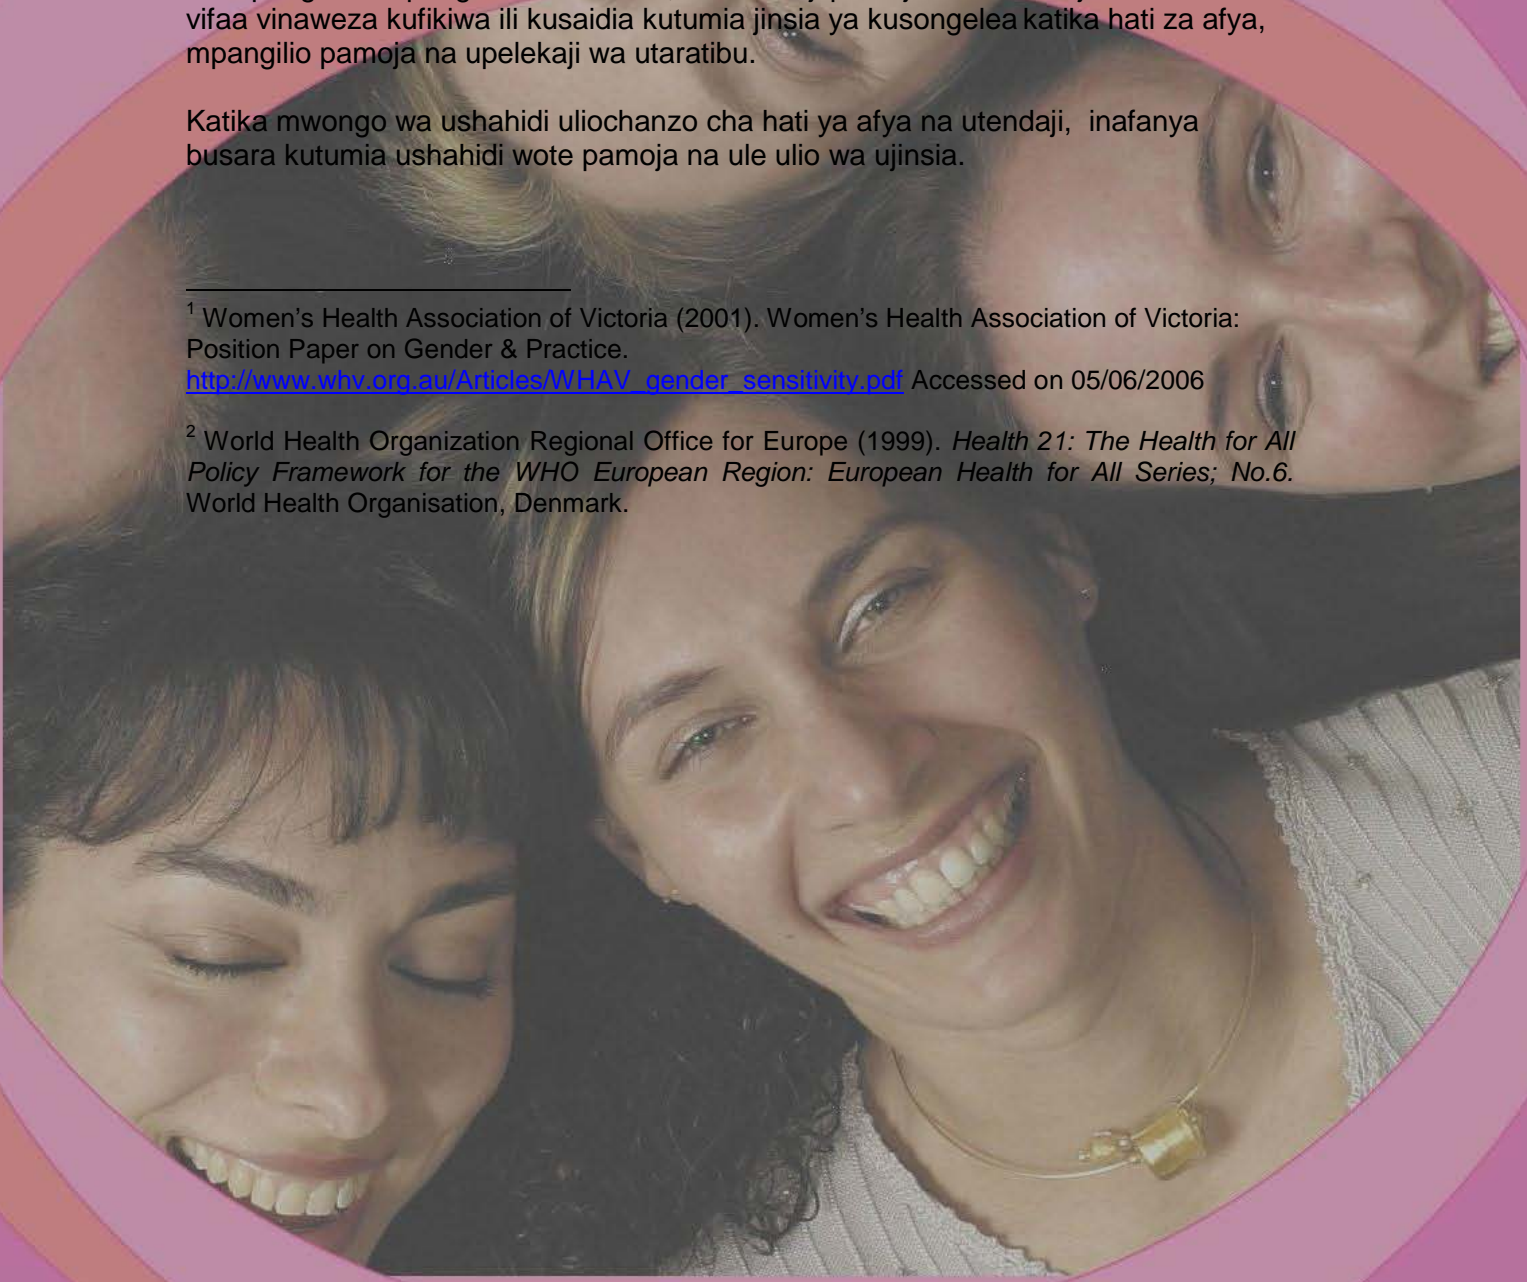 vifaa vinaweza kufikiwa ili kusaidia kutumia jinsia ya kusongelea katika hati za afya,
mpangilio pamoja na upelekaji wa utaratibu.
Katika mwongo wa ushahidi uliochanzo cha hati ya afya na utendaji, inafanya
busara kutumia ushahidi wote pamoja na ule ulio wa ujinsia.
1 Women's Health Association of Victoria (2001). Women's Health Association of Victoria:
Position Paper on Gender & Practice.
http://www.whv.org.au/Articles/WHAV_gender_sensitivity.pdf Accessed on 05/06/2006
2 World Health Organization Regional Office for Europe (1999). Health 21: The Health for All
Policy Framework for the WHO European Region: European Health for All Series; No.6.
World Health Organisation, Denmark.